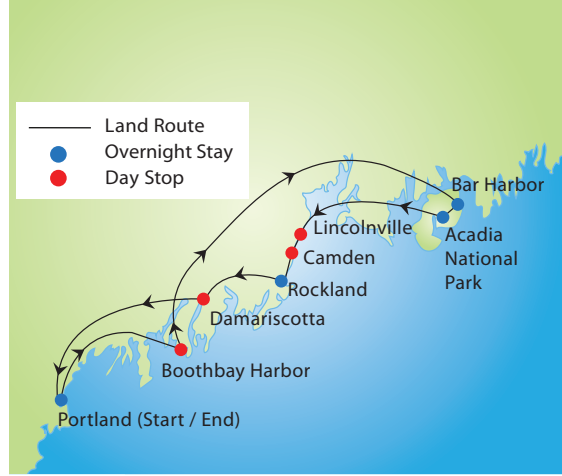 Land Route
Overnight Stay
Day Stop
Bar Harbor
Lincolnville
Acadia
National
Park
Camden
Rockland
Damariscotta
Boothbay Harbor
Portland (Start / End)